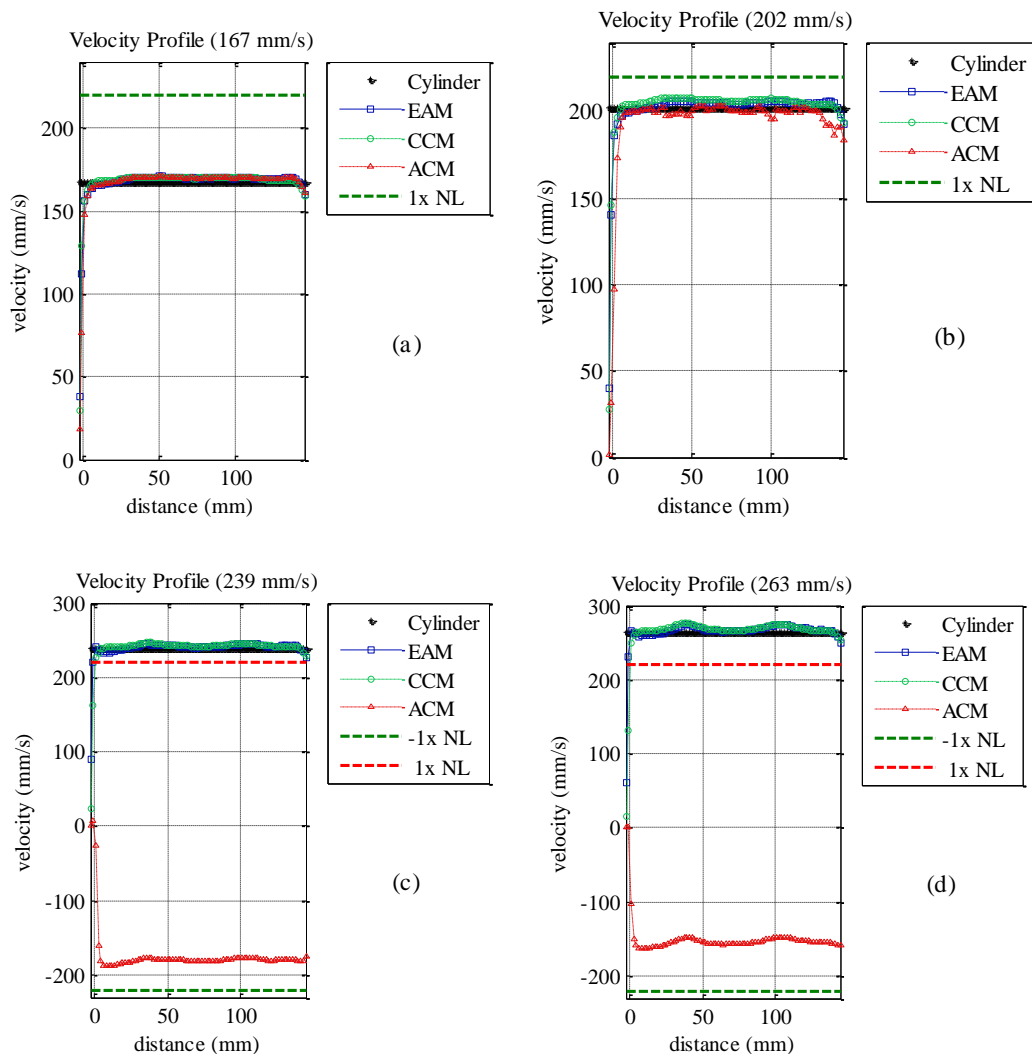 Velocity Profile (167 mm/s)
velocity (mm/s)
200
150
100
50
0
0
100
distance (mm)
Cylinder
EAM
CCM
ACM
1x NL
(a)
Velocity Profile (202 mm/s)
velocity (mm/s)
200
150
100
50
0
0
100
distance (mm)
Cylinder
EAM
CCM
ACM
1x NL
(b)
Velocity Profile (239 mm/s)
velocity (mm/s)
300
200
100
0
-100
-200
0
50
100
distance (mm)
Cylinder
EAM
CCM
ACM
-1x NL
1x NL
(c)
Velocity Profile (263 mm/s)
velocity (mm/s)
300
200
100
0
-100
-200
0
50
100
distance (mm)
Cylinder
EAM
CCM
ACM
-1x NL
1x NL
(d)